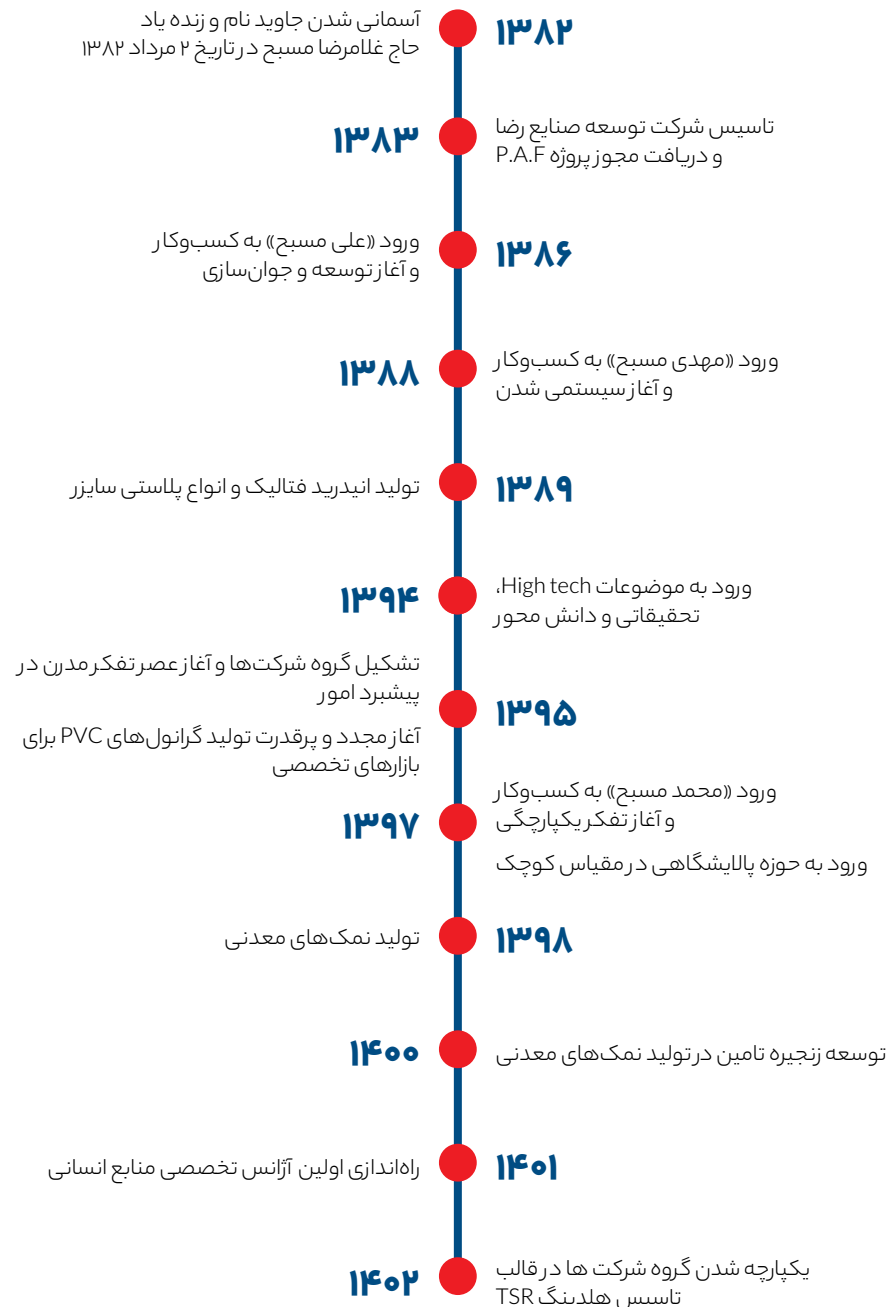 ۱۳۸۲
آسمانی شدن جاوید نام و زنده یاد
حاج غلامرضا مسبح در تاریخ ۲ مرداد ۱۳۸۲
۱۳۸۳
تاسیس شرکت توسعه صنایع رضا
و دریافت مجوز پروژه P.A.F
۱۳۸۶
ورود «علی مسبح» به کسب‌وکار
و آغاز توسعه و جوان‌سازی
۱۳۸۸
ورود «مهدی مسبح» به کسب‌وکار
و آغاز سیستمی شدن
۱۳۸۹
تولید انیدرید فتالیک و انواع پلاستی سایزر
۱۳۹۴
ورود به موضوعات High tech،
تحقیقاتی و دانش محور
۱۳۹۵
تشکیل گروه شرکت‌ها و آغاز عصر تفکر مدرن در
پیشبرد امور
آغاز مجدد و پرقدرت تولید گرانول‌های PVC برای
بازارهای تخصصی
۱۳۹۷
ورود «محمد مسبح» به کسب‌وکار
و آغاز تفکر یکپارچگی
ورود به حوزه پالایشگاهی در مقیاس کوچک
۱۳۹۸
تولید نمک‌های معدنی
۱۴۰۰
توسعه زنجیره تامین در تولید نمک‌های معدنی
۱۴۰۱
راه‌اندازی اولین آژانس تخصصی منابع انسانی
۱۴۰۲
یکپارچه شدن گروه شرکت ها در قالب
تاسیس هلدینگ TSR